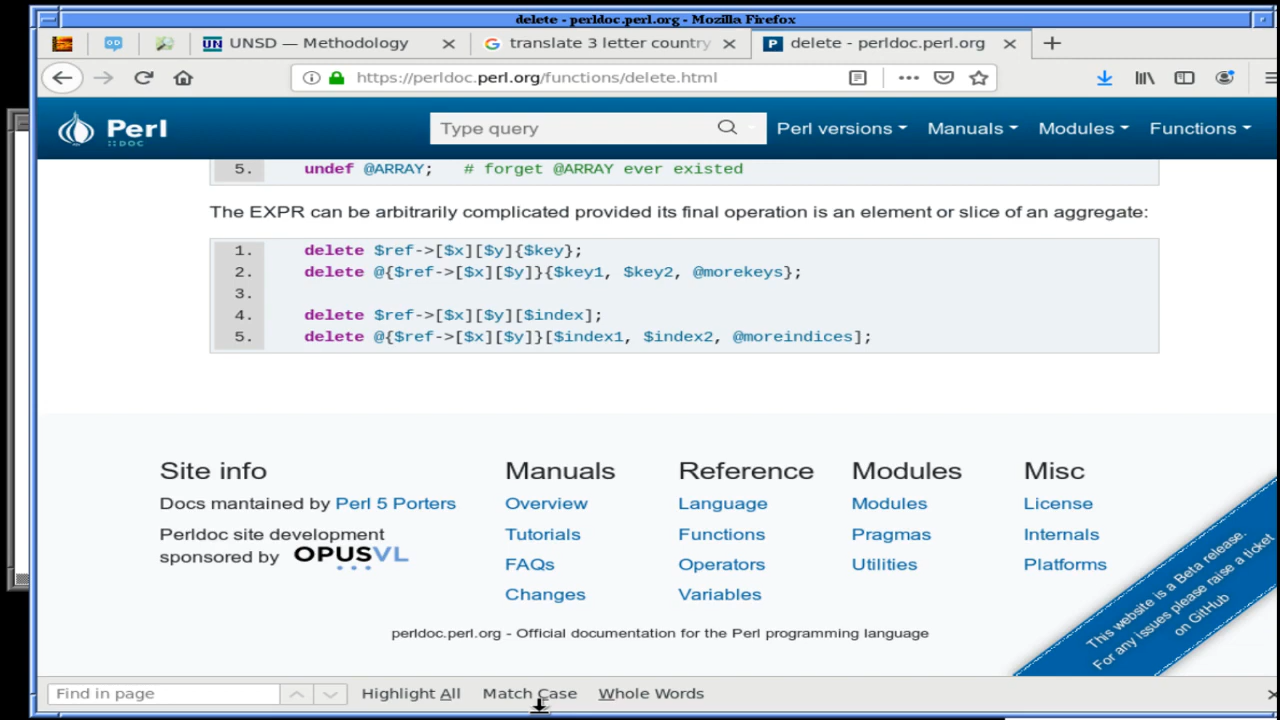 delete - perldoc.perl.org - Mozilla Firefox
UN UNSD — Methodology
G translate 3 letter country
P delete - perldoc.perl.org
https://perldoc.perl.org/functions/delete.html
Perl
::DOC
Type query
Perl versions
Manuals
Modules
Functions
5. undef @ARRAY; # forget @ARRAY ever existed
The EXPR can be arbitrarily complicated provided its final operation is an element or slice of an aggregate:
1. delete $ref->[$x][$y]{$key};
2. delete @{$ref->[$x][$y]}{$key1, $key2, @morekeys};
3.
4. delete $ref->[$x][$y][$index];
5. delete @{$ref->[$x][$y]}[$index1, $index2, @moreindices];
Site info
Docs mantained by Perl 5 Porters
Perldoc site development
sponsored by OPUSVL
Manuals
Overview
Tutorials
FAQs
Changes
Reference
Language
Functions
Operators
Variables
Modules
Modules
Pragmas
Utilities
Misc
License
Internals
Platforms
This website is a Beta release.
For any issues please raise a ticket
on GitHub
perldoc.perl.org - Official documentation for the Perl programming language
Find in page
Highlight All
Match Case
Whole Words